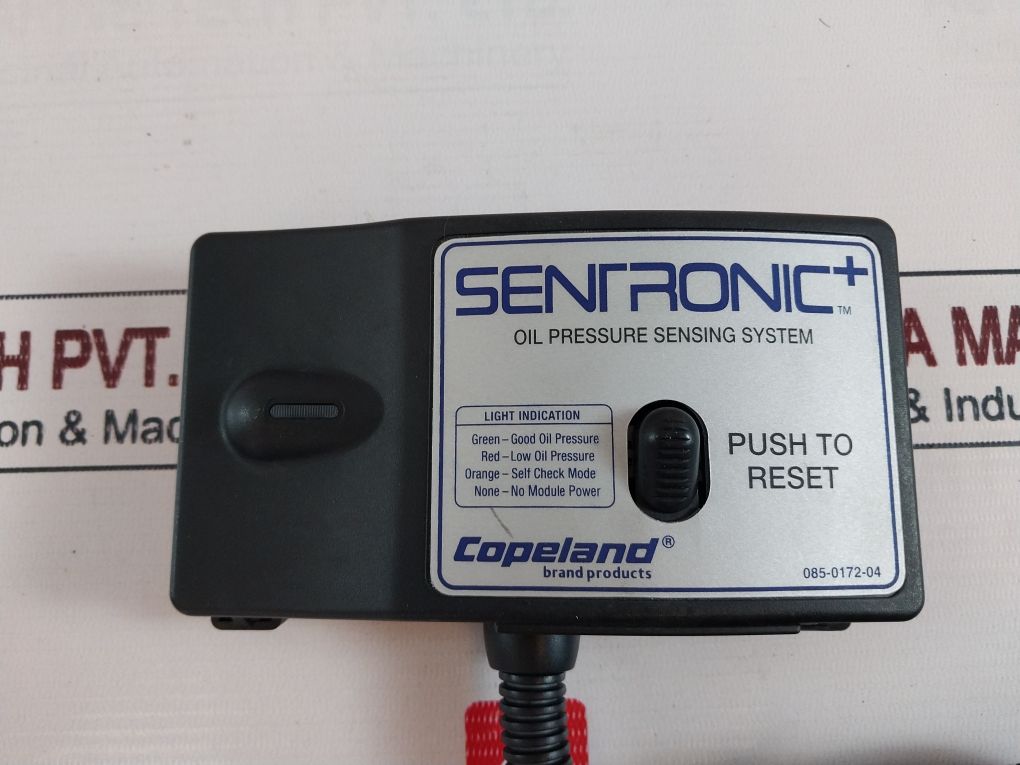 SENTRONIC+ ™
OIL PRESSURE SENSING SYSTEM
LIGHT INDICATION
Green – Good Oil Pressure
Red – Low Oil Pressure
Orange – Self Check Mode
None – No Module Power
PUSH TO
RESET
Copeland®
brand products
085-0172-04
H PVT.
A MA
on & Mac
& Indu